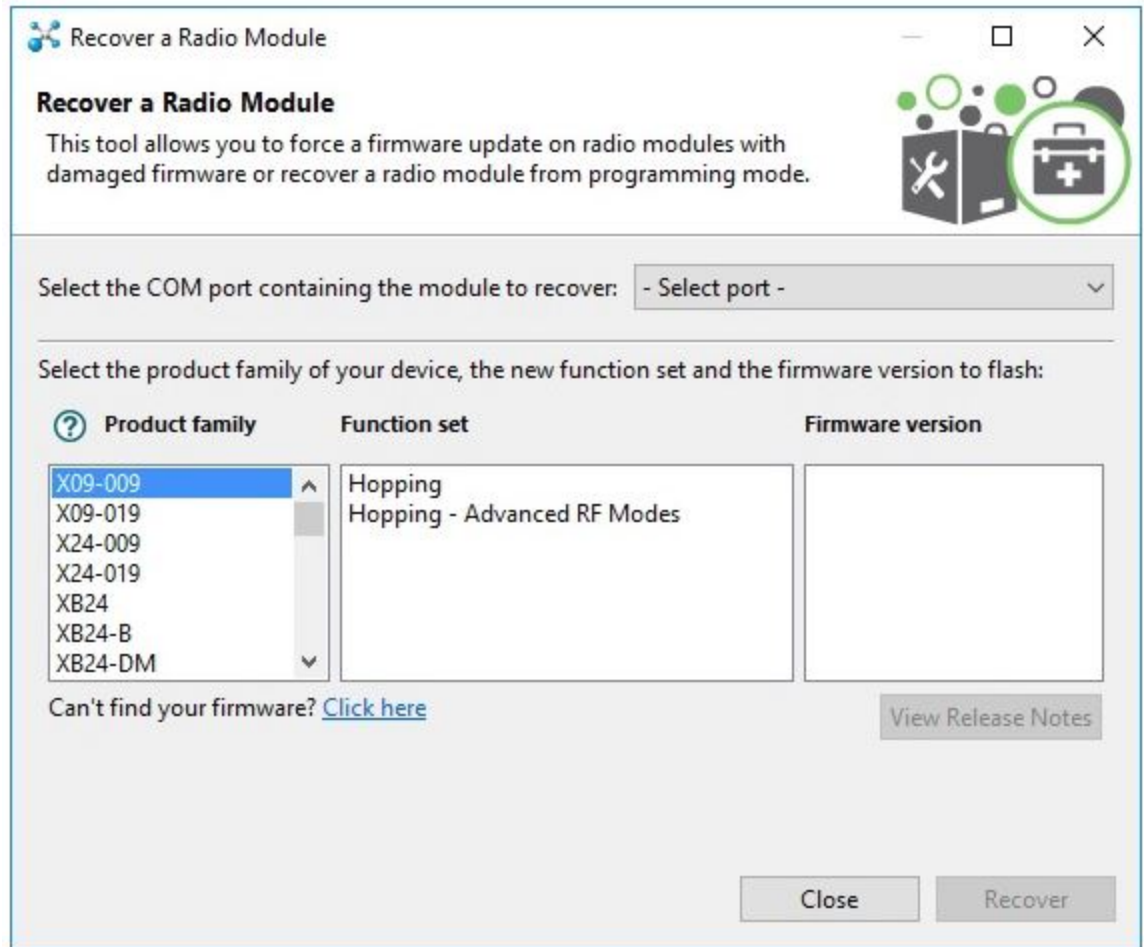 Recover a Radio Module
Recover a Radio Module
This tool allows you to force a firmware update on radio modules with
damaged firmware or recover a radio module from programming mode.
Select the COM port containing the module to recover: - Select port -
Select the product family of your device, the new function set and the firmware version to flash:
? Product family Function set Firmware version
X09-009 Hopping
X09-019 Hopping - Advanced RF Modes
X24-009
X24-019
XB24
XB24-B
XB24-DM
Can't find your firmware? Click here
View Release Notes
Close Recover